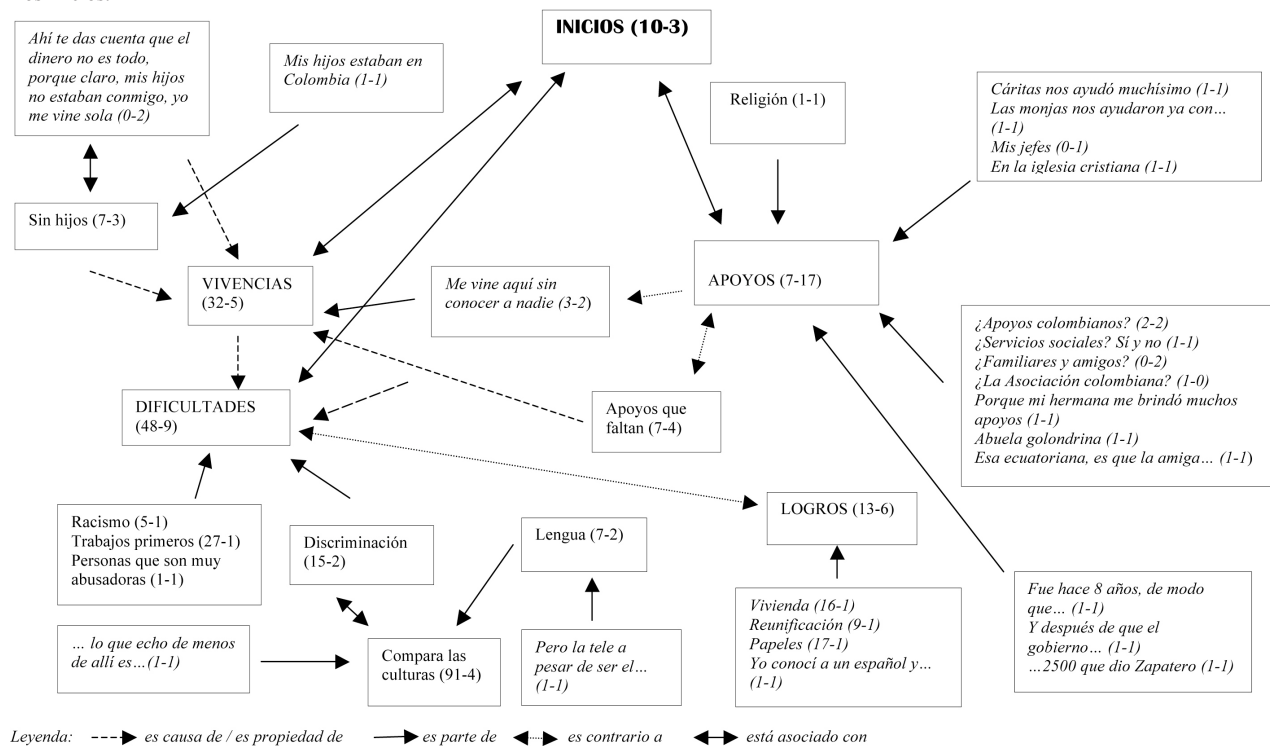 INICIOS (10-3)
Ahí te das cuenta que el
dinero no es todo,
porque claro, mis hijos
no estaban conmigo, yo
me vine sola (0-2)
Mis hijos estaban en
Colombia (1-1)
Religión (1-1)
Cáritas nos ayudó muchísimo (1-1)
Las monjas nos ayudaron ya con…
(1-1)
Mis jefes (0-1)
En la iglesia cristiana (1-1)
Sin hijos (7-3)
VIVENCIAS
(32-5)
Me vine aquí sin
conocer a nadie (3-2)
APOYOS (7-17)
¿Apoyos colombianos? (2-2)
¿Servicios sociales? Sí y no (1-1)
¿Familiares y amigos? (0-2)
¿La Asociación colombiana? (1-0)
Porque mi hermana me brindó muchos
apoyos (1-1)
Abuela golondrina (1-1)
Esa ecuatoriana, es que la amiga… (1-1)
DIFICULTADES
(48-9)
Apoyos que
faltan (7-4)
LOGROS (13-6)
Racismo (5-1)
Trabajos primeros (27-1)
Personas que son muy
abusadoras (1-1)
Discriminación
(15-2)
Lengua (7-2)
Vivienda (16-1)
Reunificación (9-1)
Papeles (17-1)
Yo conocí a un español y…
(1-1)
Fue hace 8 años, de modo
que… (1-1)
Y después de que el
gobierno… (1-1)
…2500 que dio Zapatero (1-1)
… lo que echo de menos
de allí es…(1-1)
Compara las
culturas (91-4)
Pero la tele a
pesar de ser el…
(1-1)
Leyenda: es causa de / es propiedad de es parte de es contrario a está asociado con